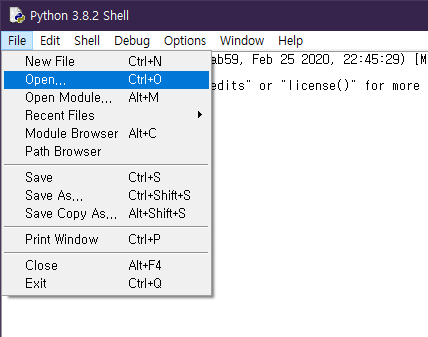 Python 3.8.2 Shell
File Edit Shell Debug Options Window Help
ab59, Feb 25 2020, 22:45:29) [M
New File Ctrl+N
Open... Ctrl+O
edits" or "license()" for more
Open Module... Alt+M
Recent Files
Module Browser Alt+C
Path Browser
Save Ctrl+S
Save As... Ctrl+Shift+S
Save Copy As... Alt+Shift+S
Print Window Ctrl+P
Close Alt+F4
Exit Ctrl+Q